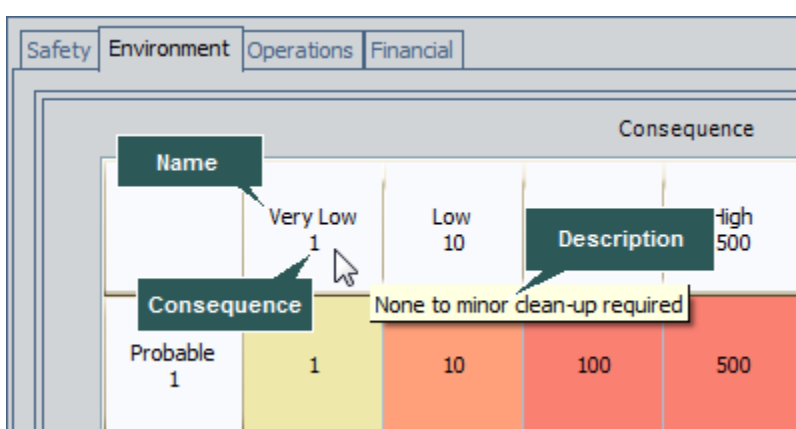 Safety Environment Operations Financial
Consequence
Name
Very Low
1
Low
10
Description
High
500
Consequence
None to minor clean-up required
Probable
1
1
10
100
500